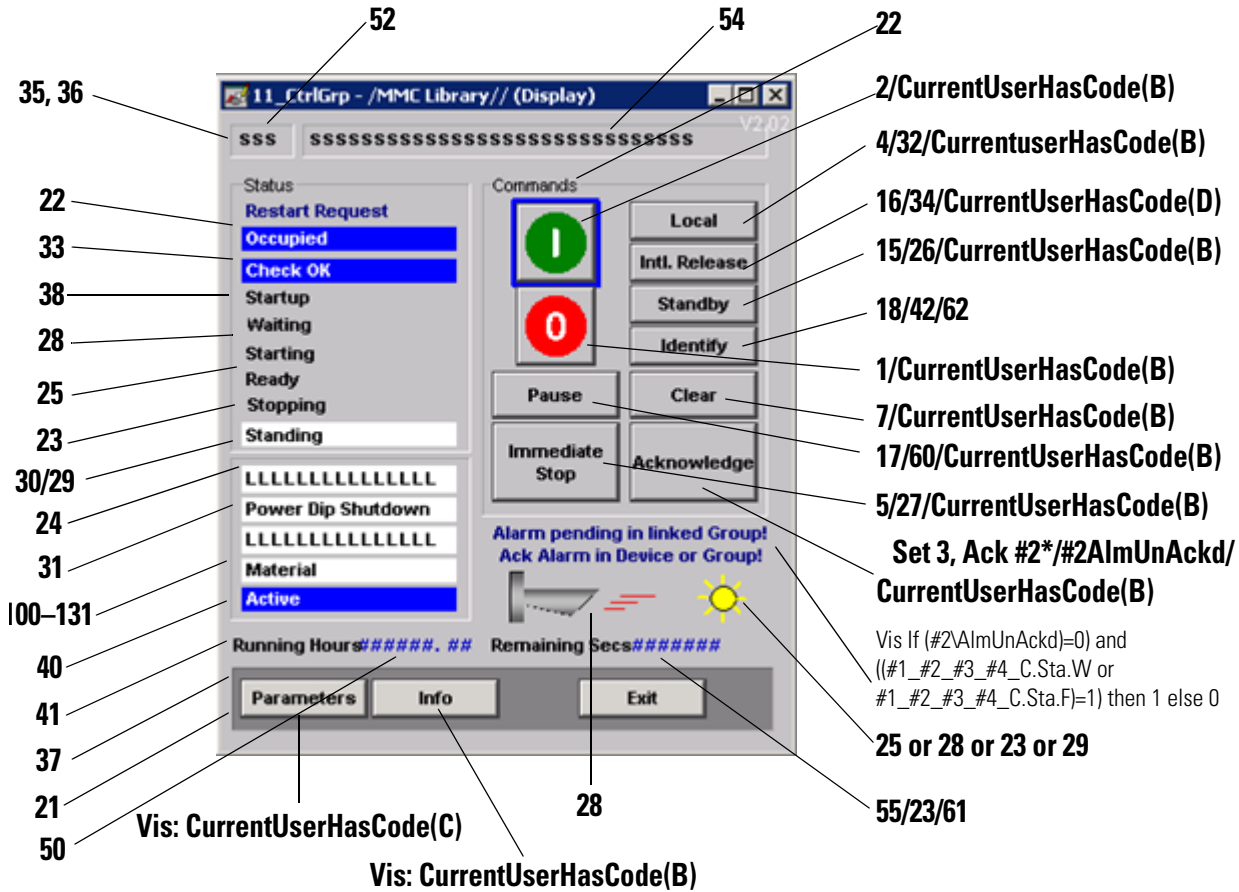 52
54
22
35, 36
11_CtrlGrp - /MMC Library// (Display)
V2.02
sss
ssssssssssssssssssssssssssssss
2/CurrentUserHasCode(B)
4/32/CurrentuserHasCode(B)
16/34/CurrentUserHasCode(D)
15/26/CurrentUserHasCode(B)
18/42/62
1/CurrentUserHasCode(B)
7/CurrentUserHasCode(B)
17/60/CurrentUserHasCode(B)
5/27/CurrentUserHasCode(B)
Set 3, Ack #2*/#2AlmUnAckd/
CurrentUserHasCode(B)
Vis If (#2\AlmUnAckd)=0) and
((#1_#2_#3_#4_C.Sta.W or
#1_#2_#3_#4_C.Sta.F)=1) then 1 else 0
25 or 28 or 23 or 29
55/23/61
22
33
38
28
25
23
30/29
24
31
100–131
40
41
37
21
50
Status
Restart Request
Occupied
Check OK
Startup
Waiting
Starting
Ready
Stopping
Standing
LLLLLLLLLLLLLLL
Power Dip Shutdown
LLLLLLLLLLLLLLL
Material
Active
Commands
I
0
Local
Intl. Release
Standby
Identify
Pause
Clear
Immediate
Stop
Acknowledge
Alarm pending in linked Group!
Ack Alarm in Device or Group!
Running Hours######. ##
Remaining Secs#######
Parameters
Info
Exit
28
Vis: CurrentUserHasCode(C)
Vis: CurrentUserHasCode(B)